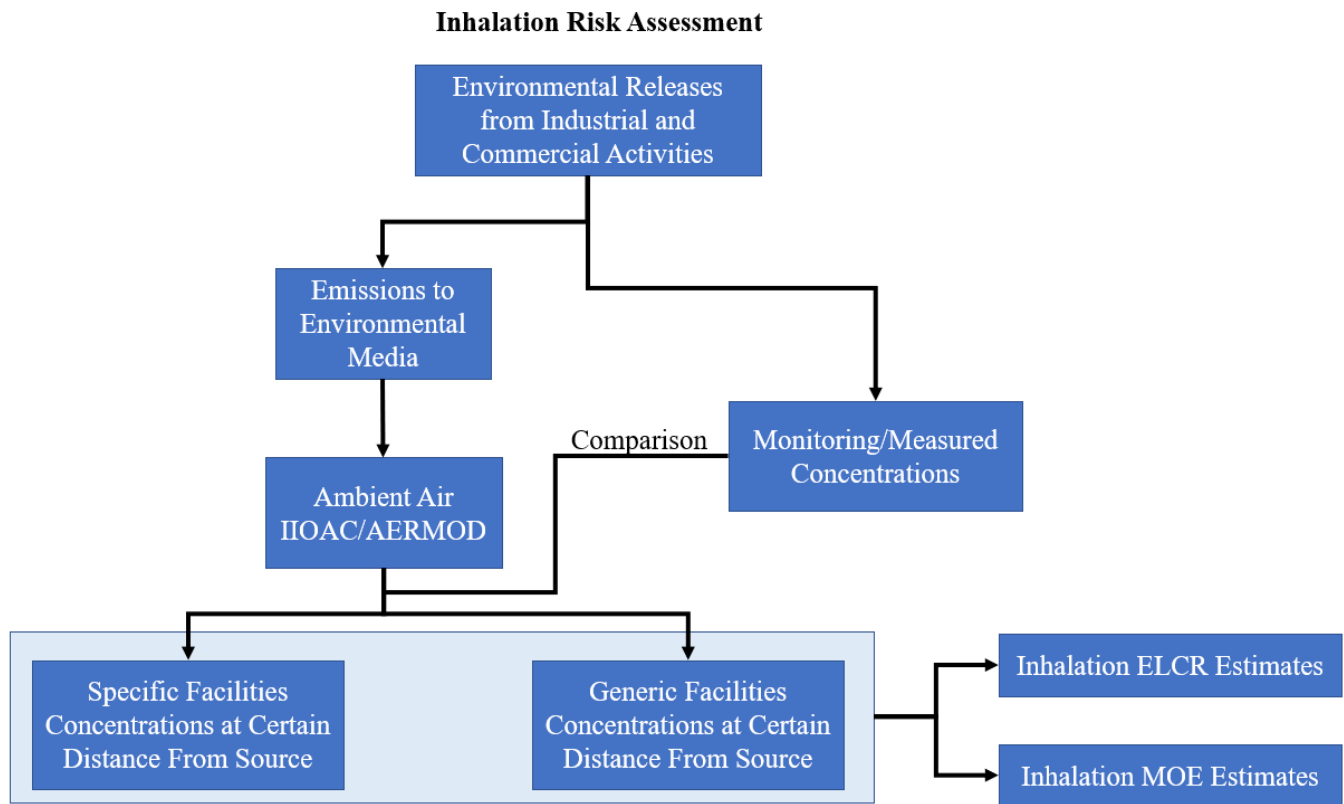 Inhalation Risk Assessment
Environmental Releases
from Industrial and
Commercial Activities
Emissions to
Environmental
Media
Comparison
Monitoring/Measured
Concentrations
Ambient Air
IIOAC/AERMOD
Specific Facilities
Concentrations at Certain
Distance From Source
Generic Facilities
Concentrations at Certain
Distance From Source
Inhalation ELCR Estimates
Inhalation MOE Estimates